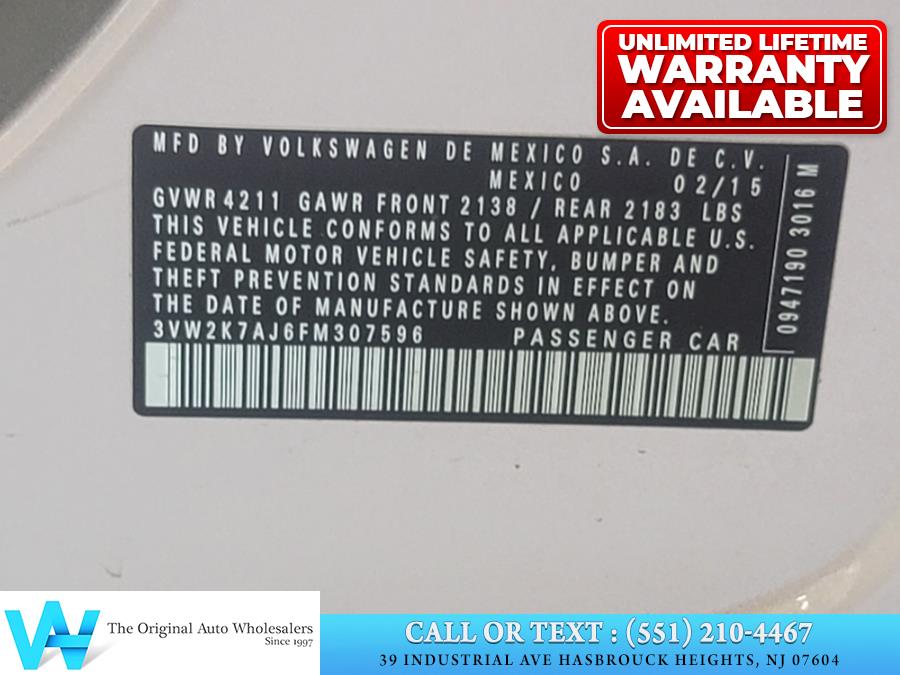 UNLIMITED LIFETIME
WARRANTY
AVAILABLE
MFD BY VOLKSWAGEN DE MEXICO S.A. DE C.V.
MEXICO 02/15
GVWR 4211 GAWR FRONT 2138 / REAR 2183 LBS
THIS VEHICLE CONFORMS TO ALL APPLICABLE U.S.
FEDERAL MOTOR VEHICLE SAFETY, BUMPER AND
THEFT PREVENTION STANDARDS IN EFFECT ON
THE DATE OF MANUFACTURE SHOWN ABOVE.
3VW2K7AJ6FM307596 PASSENGER CAR
0947190 3016 M
The Original Auto Wholesalers
Since 1997
CALL OR TEXT : (551) 210-4467
39 INDUSTRIAL AVE HASBROUCK HEIGHTS, NJ 07604